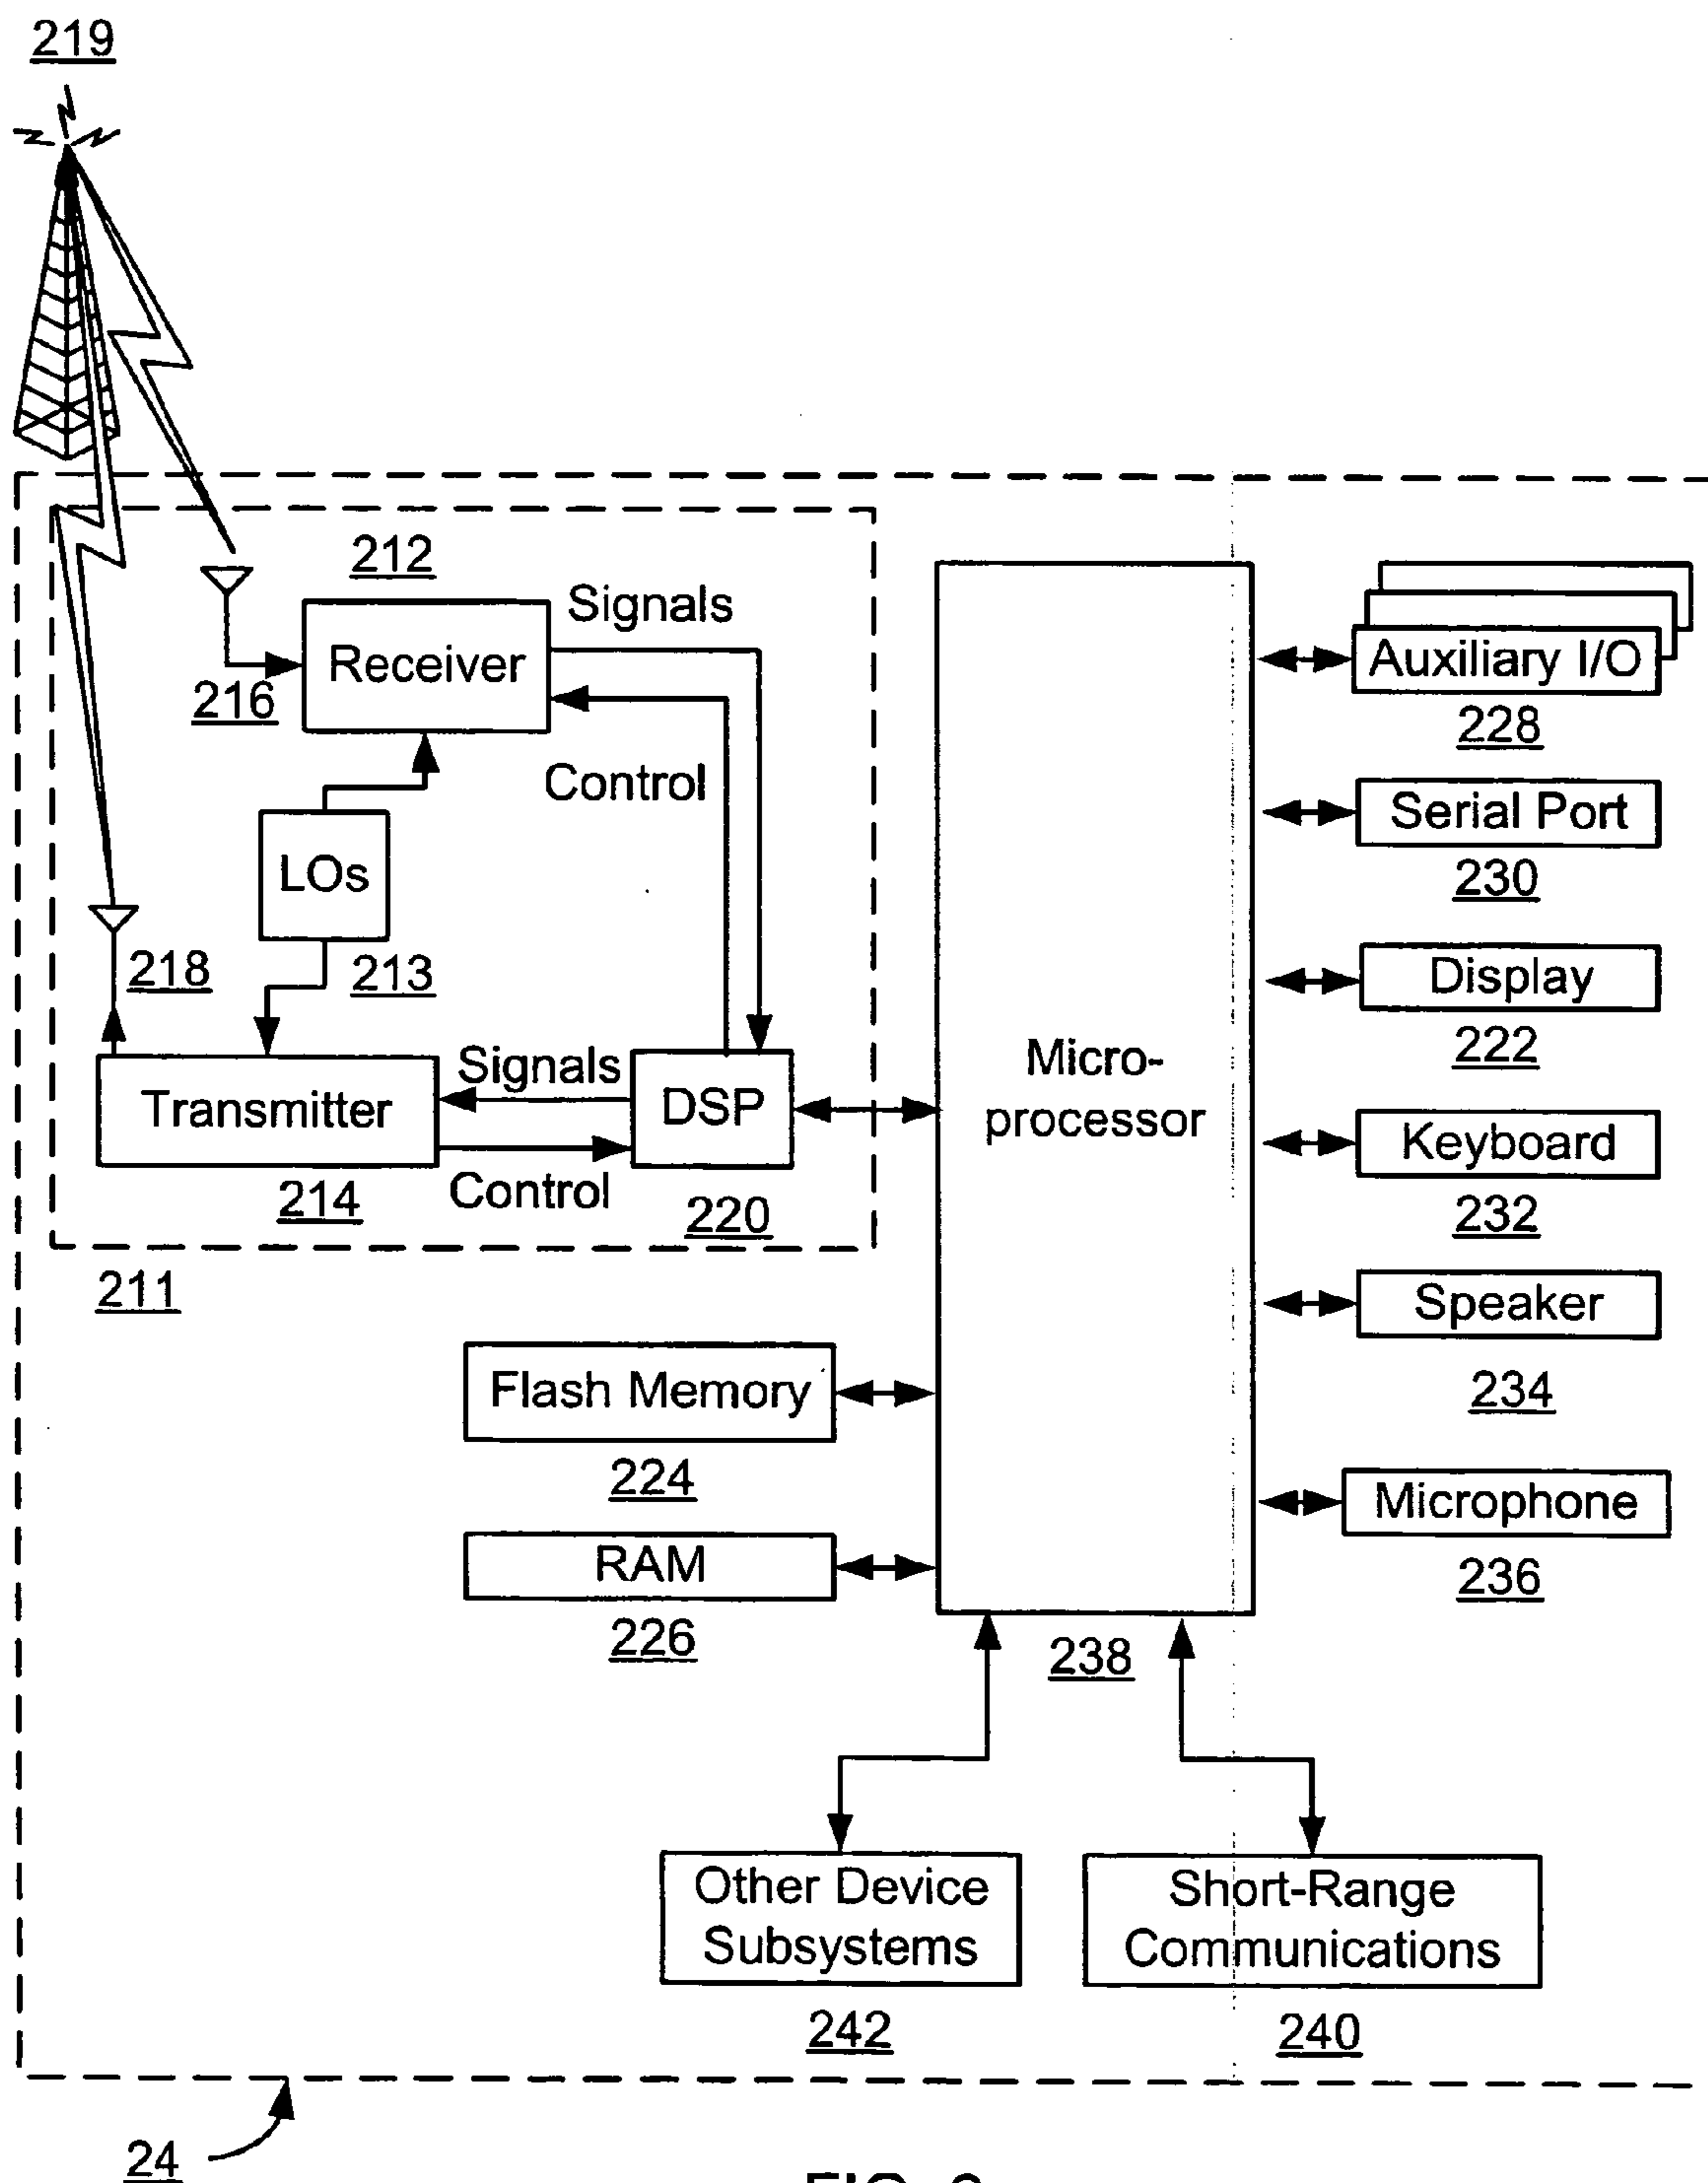 219
212
Signals
Receiver
216
Control
LOs
218
213
Signals
Transmitter
DSP
Control
214
220
211
Micro-
processor
238
Auxiliary I/O
228
Serial Port
230
Display
222
Keyboard
232
Speaker
234
Microphone
236
Flash Memory
224
RAM
226
Other Device
Subsystems
242
Short-Range
Communications
240
24